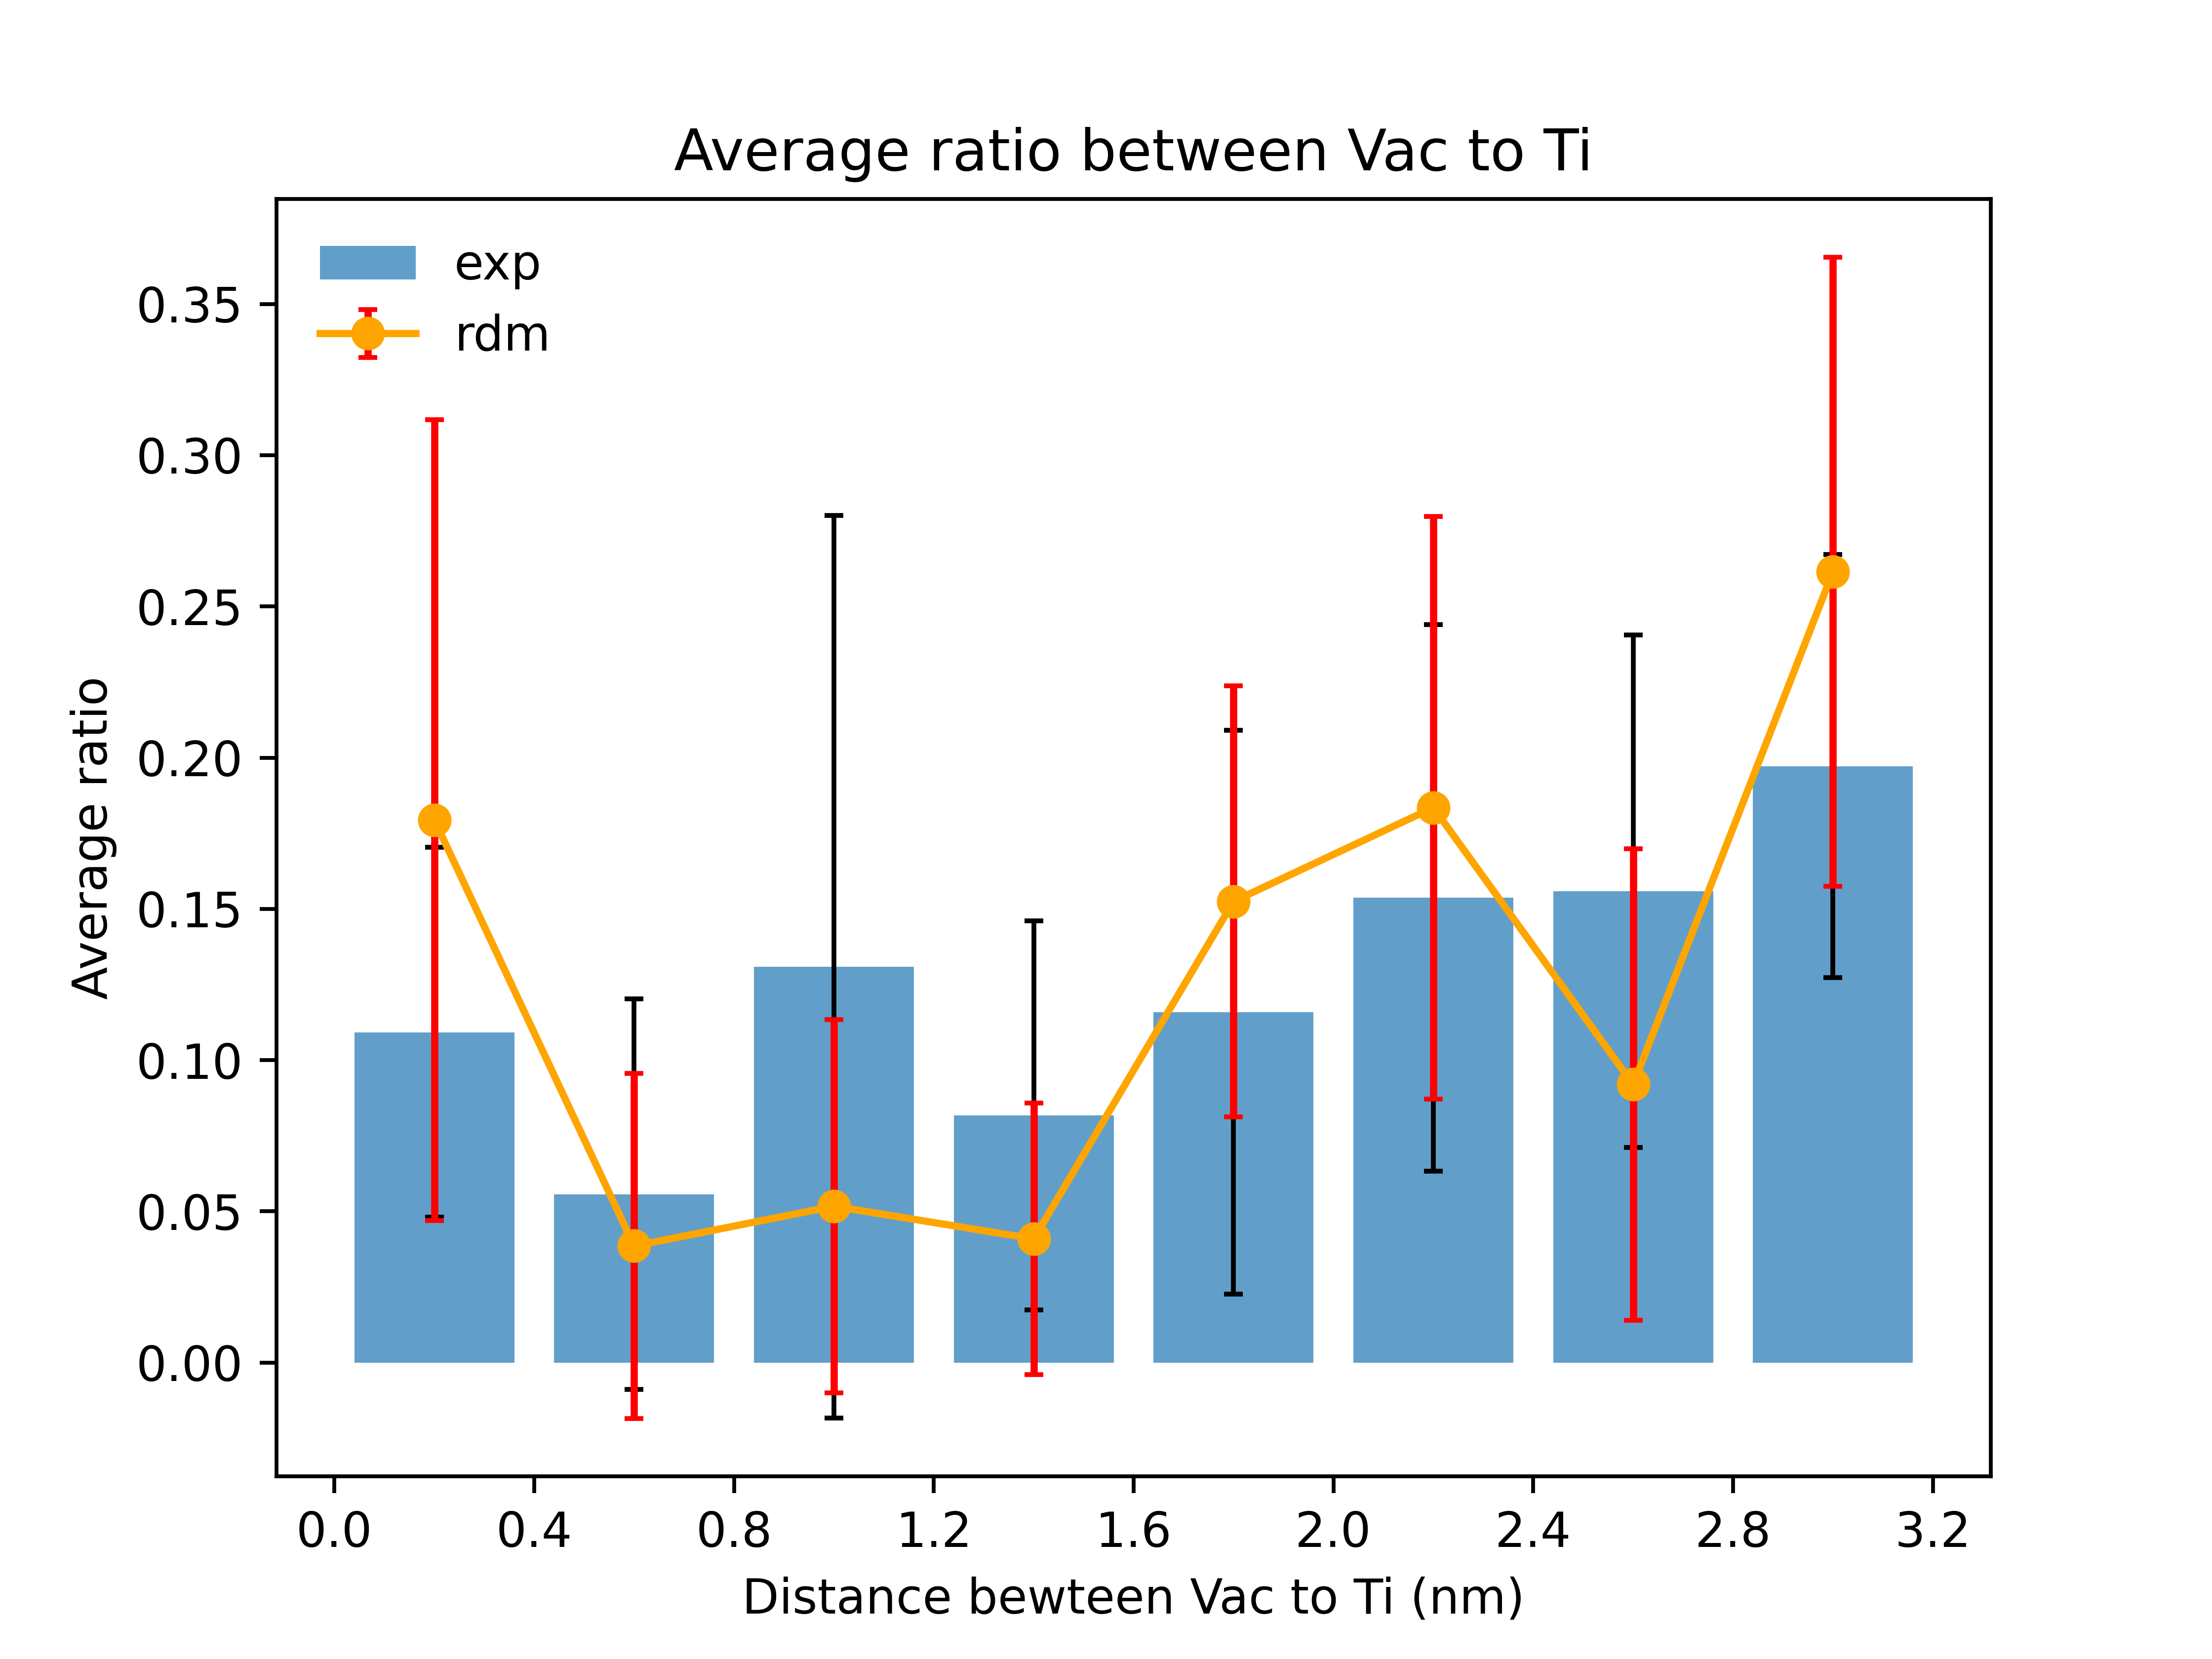 Average ratio between Vac to Ti
exp
rdm
0.35
0.30
0.25
0.20
0.15
0.10
0.05
0.00
Average ratio
0.0 0.4 0.8 1.2 1.6 2.0 2.4 2.8 3.2
Distance bewteen Vac to Ti (nm)